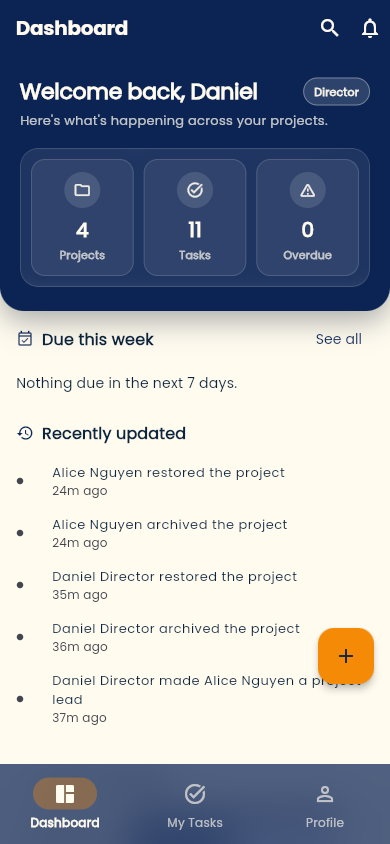 Dashboard
Welcome back, Daniel
Director
Here's what's happening across your projects.
4
Projects
11
Tasks
0
Overdue
Due this week
See all
Nothing due in the next 7 days.
Recently updated
Alice Nguyen restored the project
24m ago
Alice Nguyen archived the project
24m ago
Daniel Director restored the project
35m ago
Daniel Director archived the project
36m ago
Daniel Director made Alice Nguyen a project
lead
37m ago
Dashboard
My Tasks
Profile